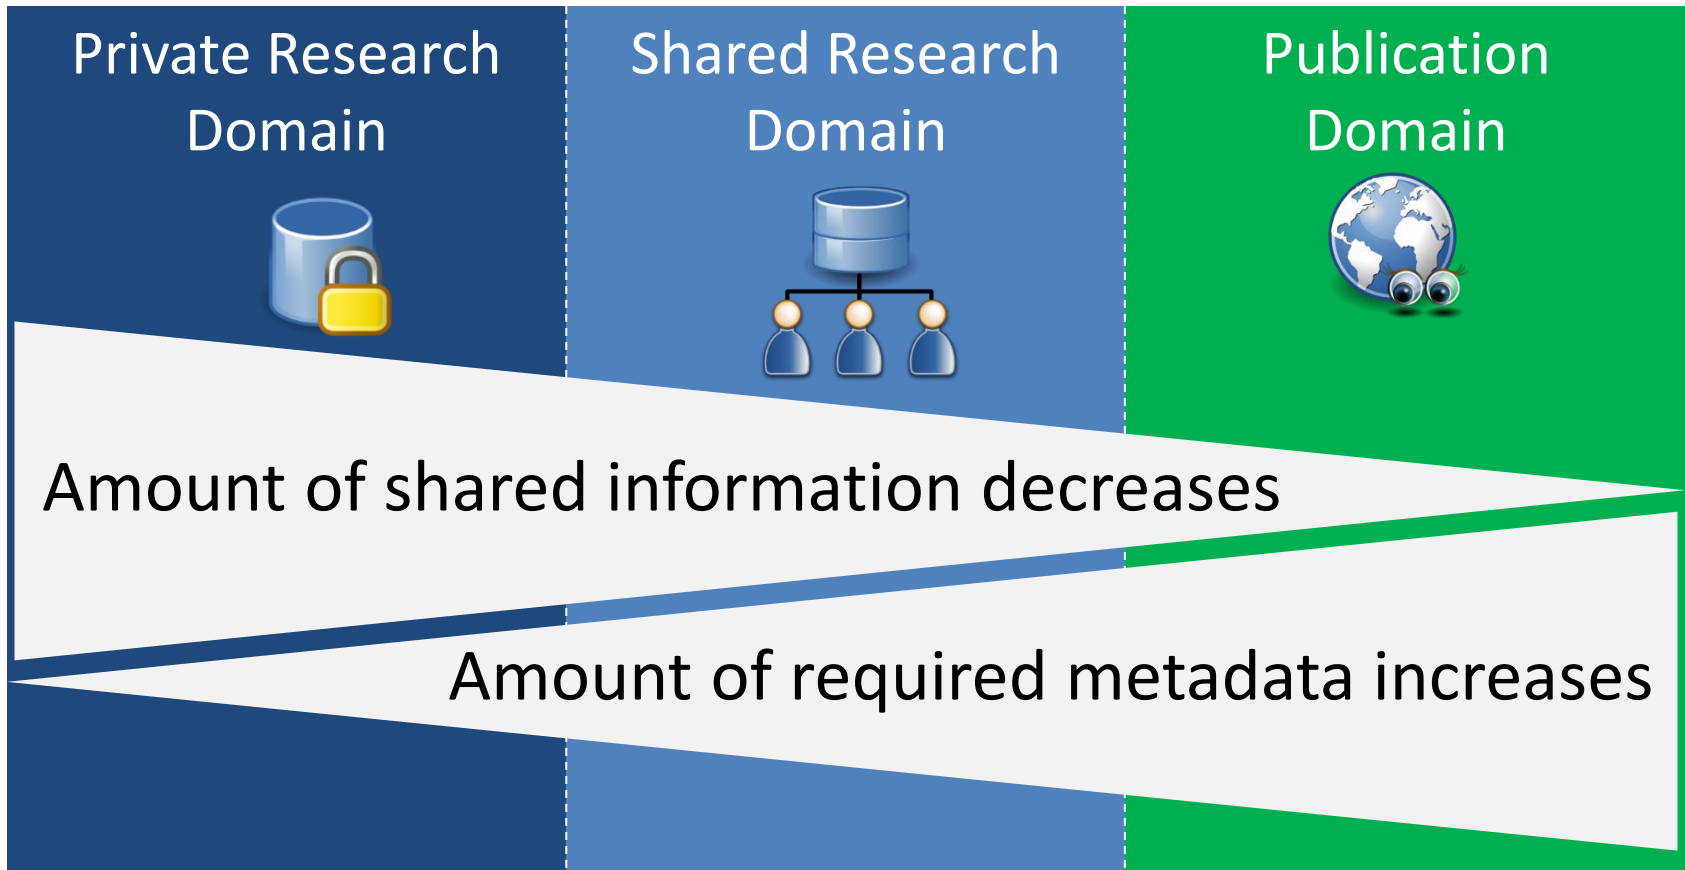 Private Research
Domain
Shared Research
Domain
Publication
Domain
Amount of shared information decreases
Amount of required metadata increases